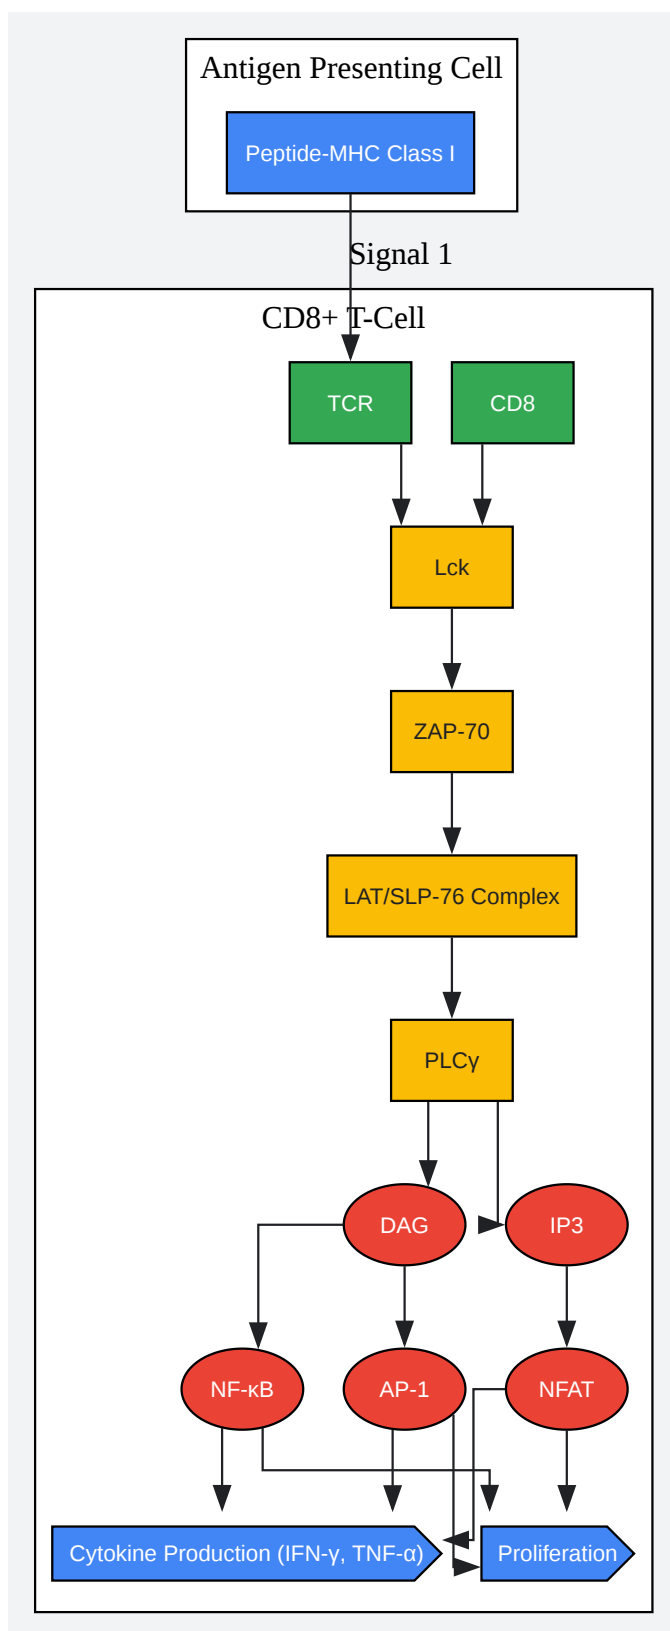 Antigen Presenting Cell
Peptide-MHC Class I
Signal 1
CD8+ T-Cell
TCR
CD8
Lck
ZAP-70
LAT/SLP-76 Complex
PLCγ
DAG
IP3
NF-κB
AP-1
NFAT
Cytokine Production (IFN-γ, TNF-α)
Proliferation